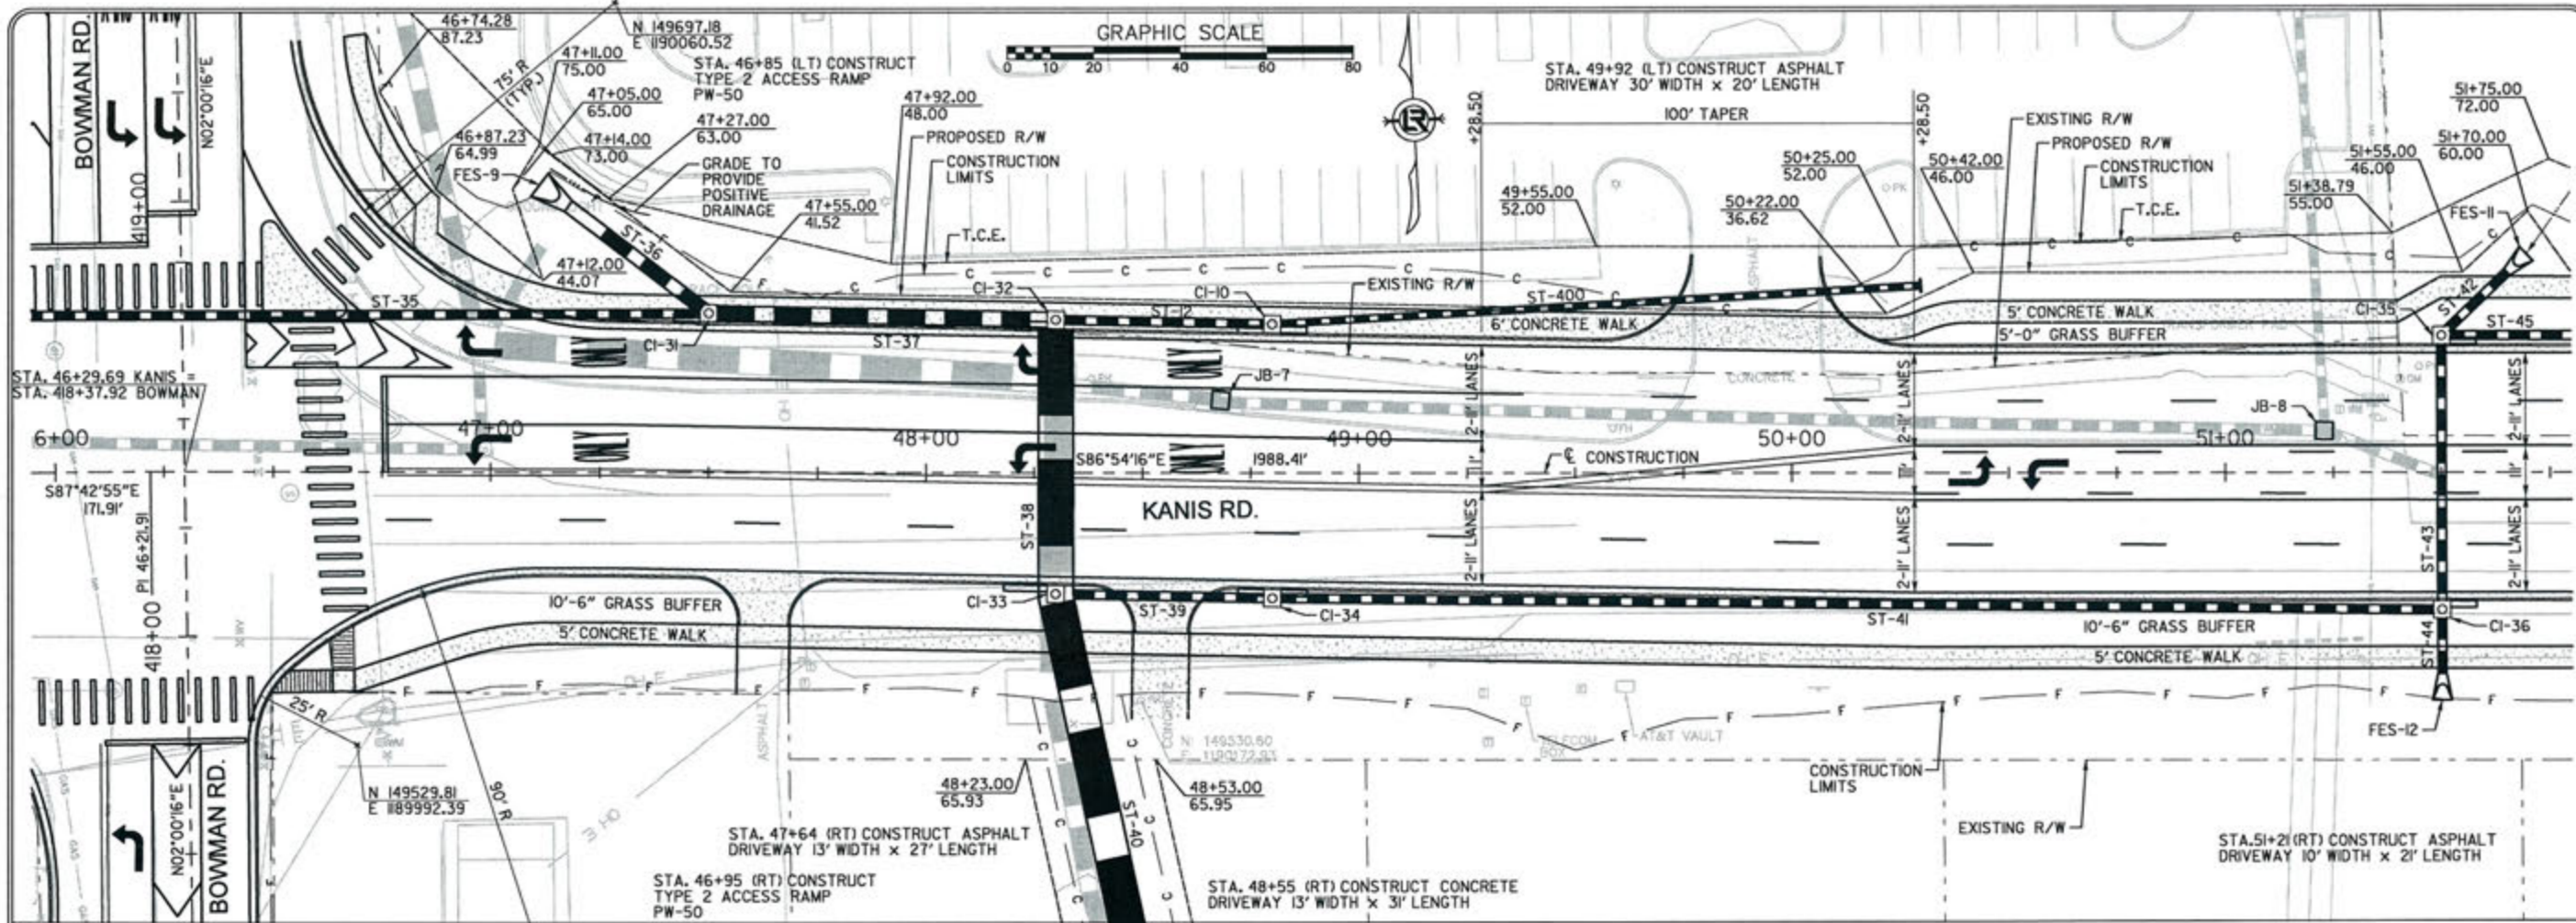 BOWMAN RD.
N02°00'16"E
419+00
46+74.28
87.23
N 149697.18
E 1190060.52
75' R
(TYP.)
47+11.00
75.00
STA. 46+85 (LT) CONSTRUCT
TYPE 2 ACCESS RAMP
PW-50
47+05.00
65.00
46+87.23
64.99
47+14.00
73.00
47+27.00
63.00
FES-9
GRADE TO
PROVIDE
POSITIVE
DRAINAGE
GRAPHIC SCALE
0 10 20 40 60 80
47+92.00
48.00
PROPOSED R/W
CONSTRUCTION
LIMITS
T.C.E.
47+55.00
41.52
47+12.00
44.07
LR
STA. 49+92 (LT) CONSTRUCT ASPHALT
DRIVEWAY 30' WIDTH x 20' LENGTH
+28.50
100' TAPER
+28.50
49+55.00
52.00
50+25.00
52.00
50+22.00
36.62
50+42.00
46.00
EXISTING R/W
PROPOSED R/W
CONSTRUCTION
LIMITS
T.C.E.
51+75.00
72.00
51+70.00
60.00
51+55.00
46.00
51+38.79
55.00
FES-11
ASPHALT
PK
ST-35
ST-36
CI-31
ST-37
CI-32
ST-12
CI-10
EXISTING R/W
ST-400
6' CONCRETE WALK
5' CONCRETE WALK
5'-0" GRASS BUFFER
CI-35
ST-42
ST-45
STA. 46+29.69 KANIS =
STA. 418+37.92 BOWMAN
JB-7
CONCRETE
JB-8
6+00
47+00
48+00
49+00
50+00
51+00
2-11' LANES
11'
2-11' LANES
2-11' LANES
11'
2-11' LANES
2-11' LANES
11'
2-11' LANES
S87°42'55"E
171.91'
S86°54'16"E
1988.41'
℄ CONSTRUCTION
PI 46+21.91
418+00
ST-38
KANIS RD.
ST-43
10'-6" GRASS BUFFER
5' CONCRETE WALK
CI-33
ST-39
CI-34
ST-41
10'-6" GRASS BUFFER
5' CONCRETE WALK
CI-36
ST-44
FES-12
25' R
N 149529.81
E 1189992.39
90' R
ASPHALT
N 149530.60
E 1190172.93
TELECOM
BOX
AT&T VAULT
CONSTRUCTION
LIMITS
EXISTING R/W
48+23.00
65.93
48+53.00
65.95
ST-40
N02°00'16"E
BOWMAN RD.
STA. 47+64 (RT) CONSTRUCT ASPHALT
DRIVEWAY 13' WIDTH x 27' LENGTH
STA. 46+95 (RT) CONSTRUCT
TYPE 2 ACCESS RAMP
PW-50
STA. 48+55 (RT) CONSTRUCT CONCRETE
DRIVEWAY 13' WIDTH x 31' LENGTH
STA.51+21 (RT) CONSTRUCT ASPHALT
DRIVEWAY 10' WIDTH x 21' LENGTH